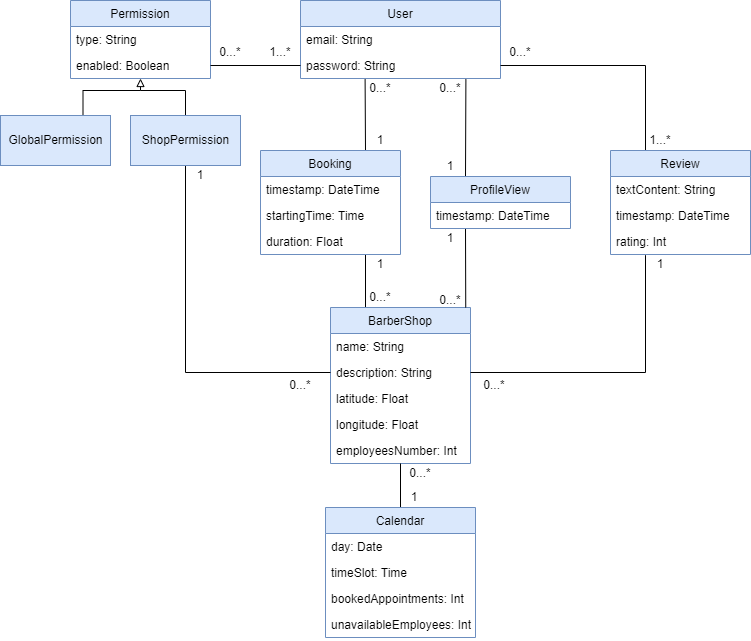 Permission
type: String
enabled: Boolean
0...*
1...*
User
email: String
password: String
0...*
0...*
0...*
GlobalPermission
ShopPermission
1
1
1
1...*
Booking
timestamp: DateTime
startingTime: Time
duration: Float
1
ProfileView
timestamp: DateTime
1
Review
textContent: String
timestamp: DateTime
rating: Int
1
0...*
0...*
0...*
0...*
BarberShop
name: String
description: String
latitude: Float
longitude: Float
employeesNumber: Int
0...*
1
Calendar
day: Date
timeSlot: Time
bookedAppointments: Int
unavailableEmployees: Int